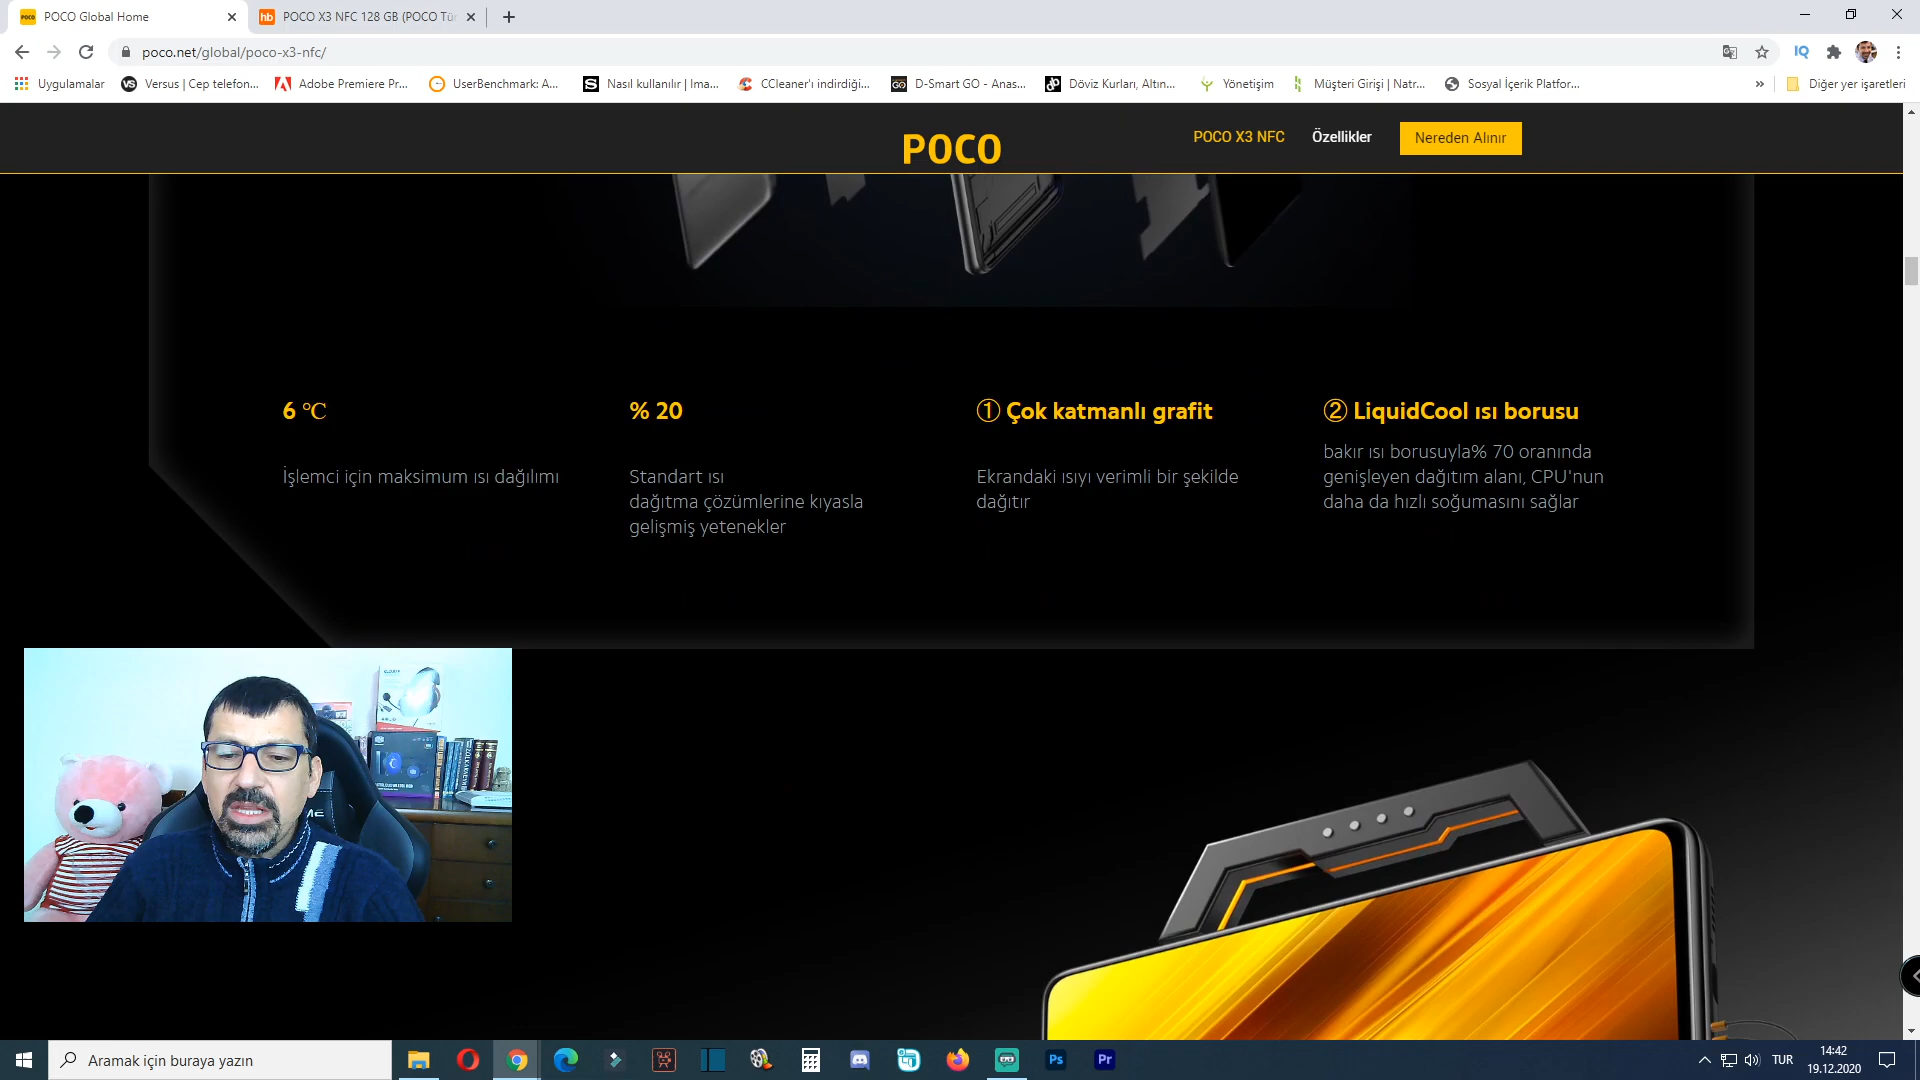 POCO Global Home
POCO X3 NFC 128 GB (POCO Tür
poco.net/global/poco-x3-nfc/
Uygulamalar
Versus | Cep telefon...
Adobe Premiere Pr...
UserBenchmark: A...
Nasıl kullanılır | Ima...
CCleaner'ı indirdiği...
D-Smart GO - Anas...
Döviz Kurları, Altın...
Yönetişim
Müşteri Girişi | Natr...
Sosyal İçerik Platfor...
Diğer yer işaretleri
POCO
POCO X3 NFC
Özellikler
Nereden Alınır
6 ℃
İşlemci için maksimum ısı dağılımı
% 20
Standart ısı
dağıtma çözümlerine kıyasla
gelişmiş yetenekler
① Çok katmanlı grafit
Ekrandaki ısıyı verimli bir şekilde
dağıtır
② LiquidCool ısı borusu
bakır ısı borusuyla% 70 oranında
genişleyen dağıtım alanı, CPU'nun
daha da hızlı soğumasını sağlar
Aramak için buraya yazın
Ps
Pr
TUR
14:42
19.12.2020